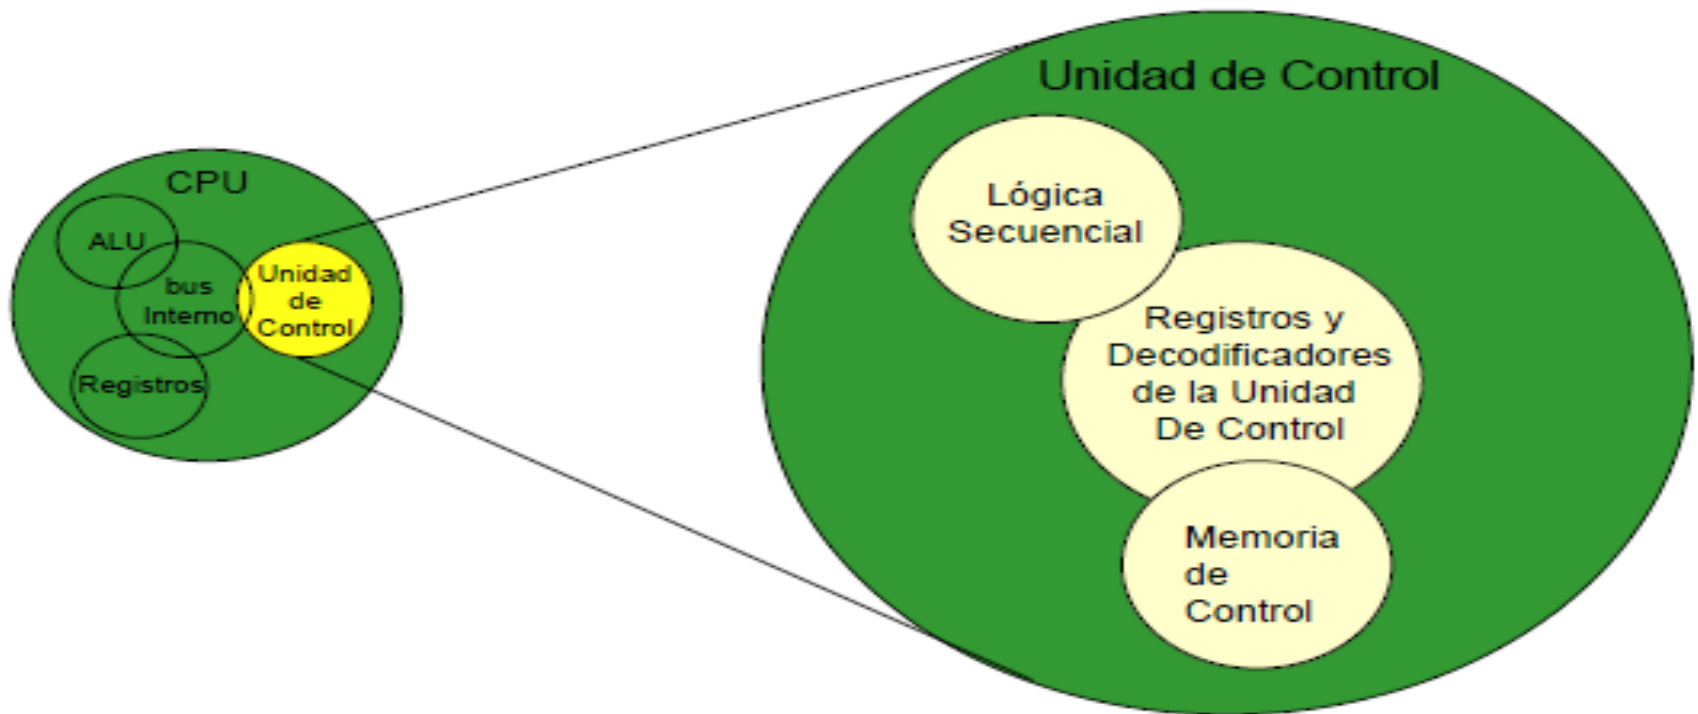 CPU
ALU
bus
Interno
Unidad
de
Control
Registros
Unidad de Control
Lógica
Secuencial
Registros y
Decodificadores
de la Unidad
De Control
Memoria
de
Control